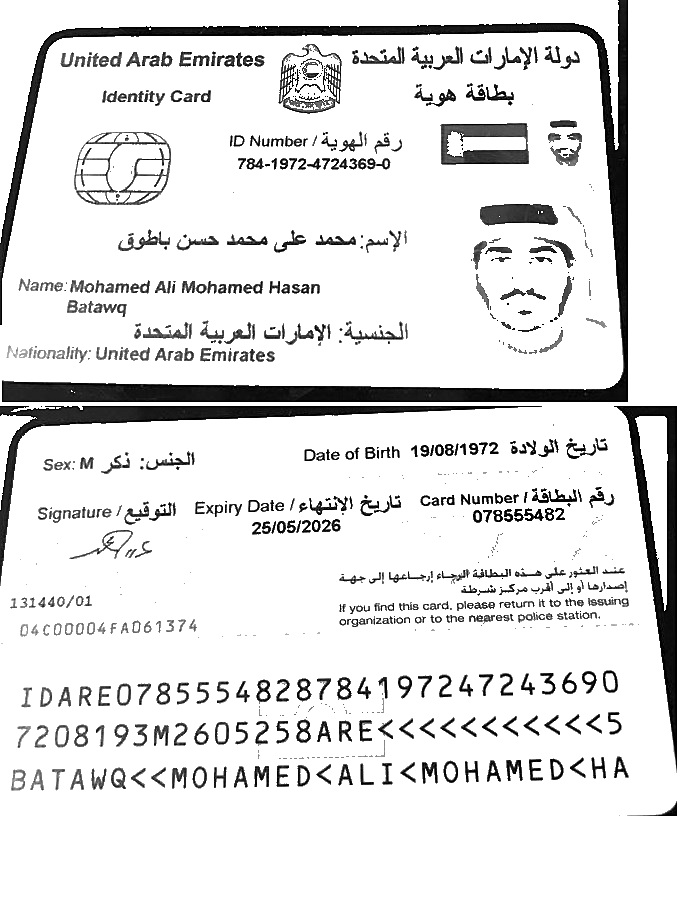 United Arab Emirates
دولة الإمارات العربية المتحدة
Identity Card
بطاقة هوية
ID Number / رقم الهوية
784-1972-4724369-0
الإسم: محمد على محمد حسن باطوق
Name: Mohamed Ali Mohamed Hasan
Batawq
الجنسية: الإمارات العربية المتحدة
Nationality: United Arab Emirates
Sex: M الجنس: ذكر
Date of Birth 19/08/1972 تاريخ الولادة
Signature / التوقيع
Expiry Date / تاريخ الإنتهاء
25/05/2026
Card Number / رقم البطاقة
078555482
عند العثور على هذه البطاقة الرجاء إرجاعها إلى جهة
إصدارها أو إلى أقرب مركز شرطة
If you find this card, please return it to the issuing
organization or to the nearest police station.
131440/01
04C00004FAD61374
IDARE0785554828784197247243690
7208193M2605258ARE<<<<<<<<<<<5
BATAWQ<<MOHAMED<ALI<MOHAMED<HA